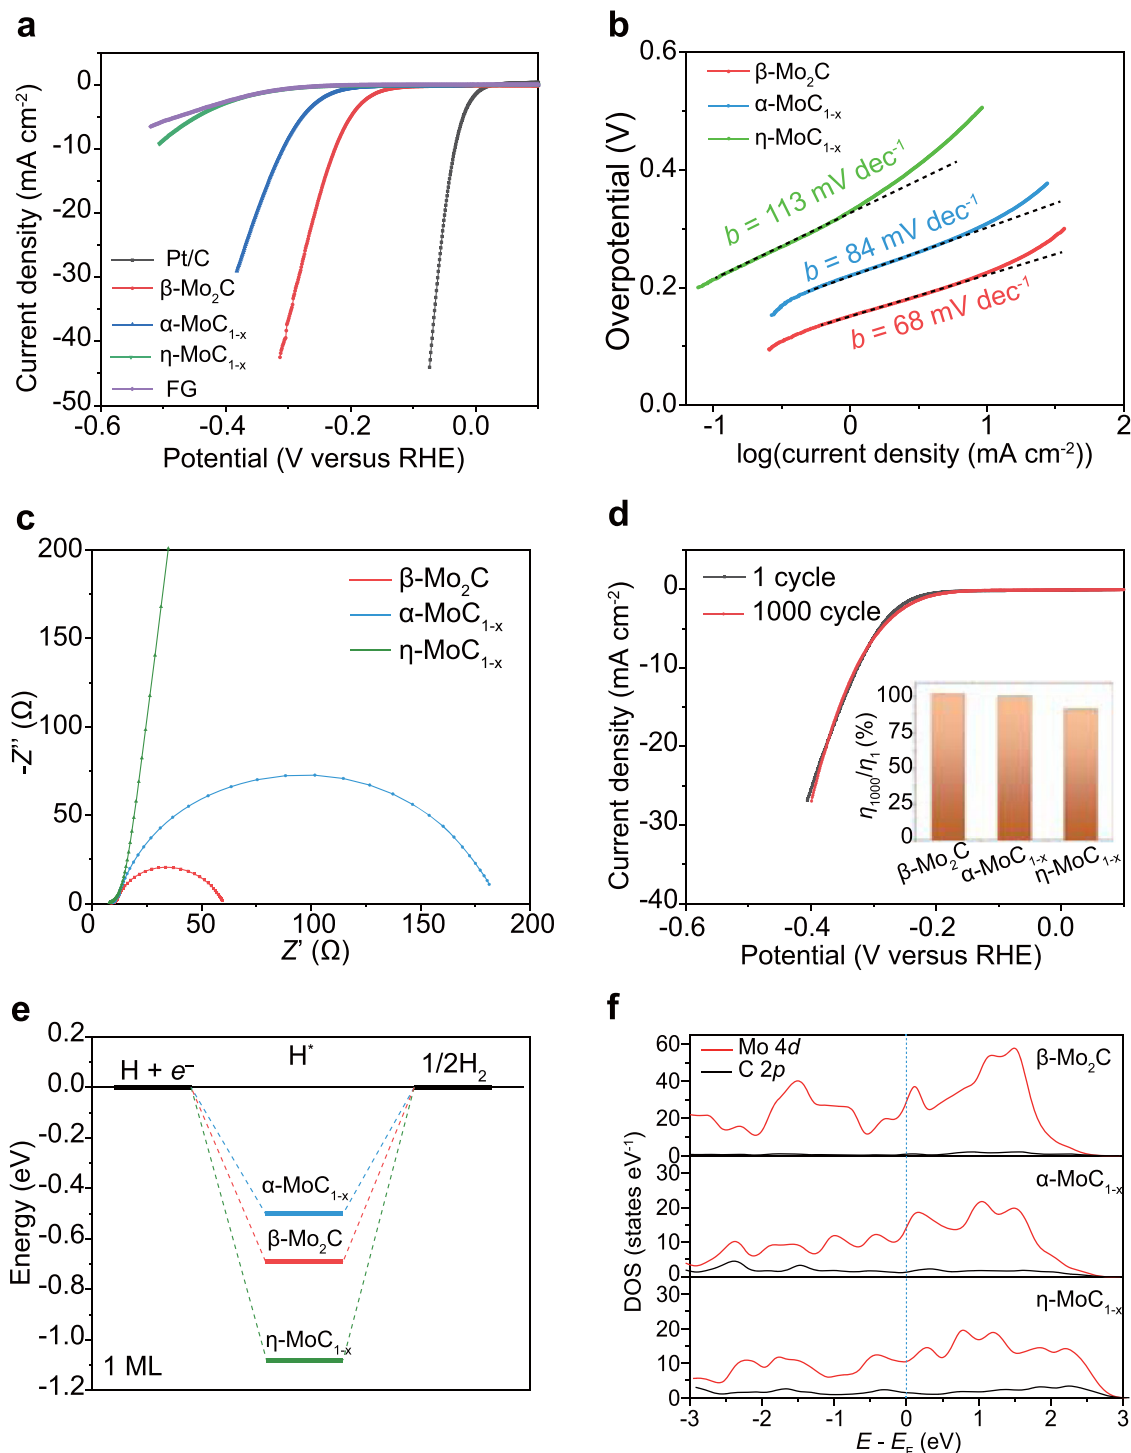 a
0
-10
-20
-30
-40
-50
-0.6
-0.4
-0.2
0.0
Current density (mA cm⁻²)
Potential (V versus RHE)
Pt/C
β-Mo₂C
α-MoC₁₋ₓ
η-MoC₁₋ₓ
FG
b
0.6
0.4
0.2
0.0
-1
0
1
2
Overpotential (V)
log(current density (mA cm⁻²))
β-Mo₂C
α-MoC₁₋ₓ
η-MoC₁₋ₓ
b = 113 mV dec⁻¹
b = 84 mV dec⁻¹
b = 68 mV dec⁻¹
c
200
150
100
50
0
0
50
100
150
200
-Z'' (Ω)
Z' (Ω)
β-Mo₂C
α-MoC₁₋ₓ
η-MoC₁₋ₓ
d
0
-10
-20
-30
-40
-0.6
-0.4
-0.2
0.0
Current density (mA cm⁻²)
Potential (V versus RHE)
1 cycle
1000 cycle
100
75
50
25
0
η₁₀₀₀/η₁ (%)
β-Mo₂C
α-MoC₁₋ₓ
η-MoC₁₋ₓ
e
0.2
0.0
-0.2
-0.4
-0.6
-0.8
-1.0
-1.2
Energy (eV)
H + e⁻
H*
1/2H₂
α-MoC₁₋ₓ
β-Mo₂C
η-MoC₁₋ₓ
1 ML
f
Mo 4d
C 2p
β-Mo₂C
60
40
20
0
α-MoC₁₋ₓ
30
20
10
0
η-MoC₁₋ₓ
30
20
10
0
-3
-2
-1
0
1
2
3
DOS (states eV⁻¹)
E - E_F (eV)